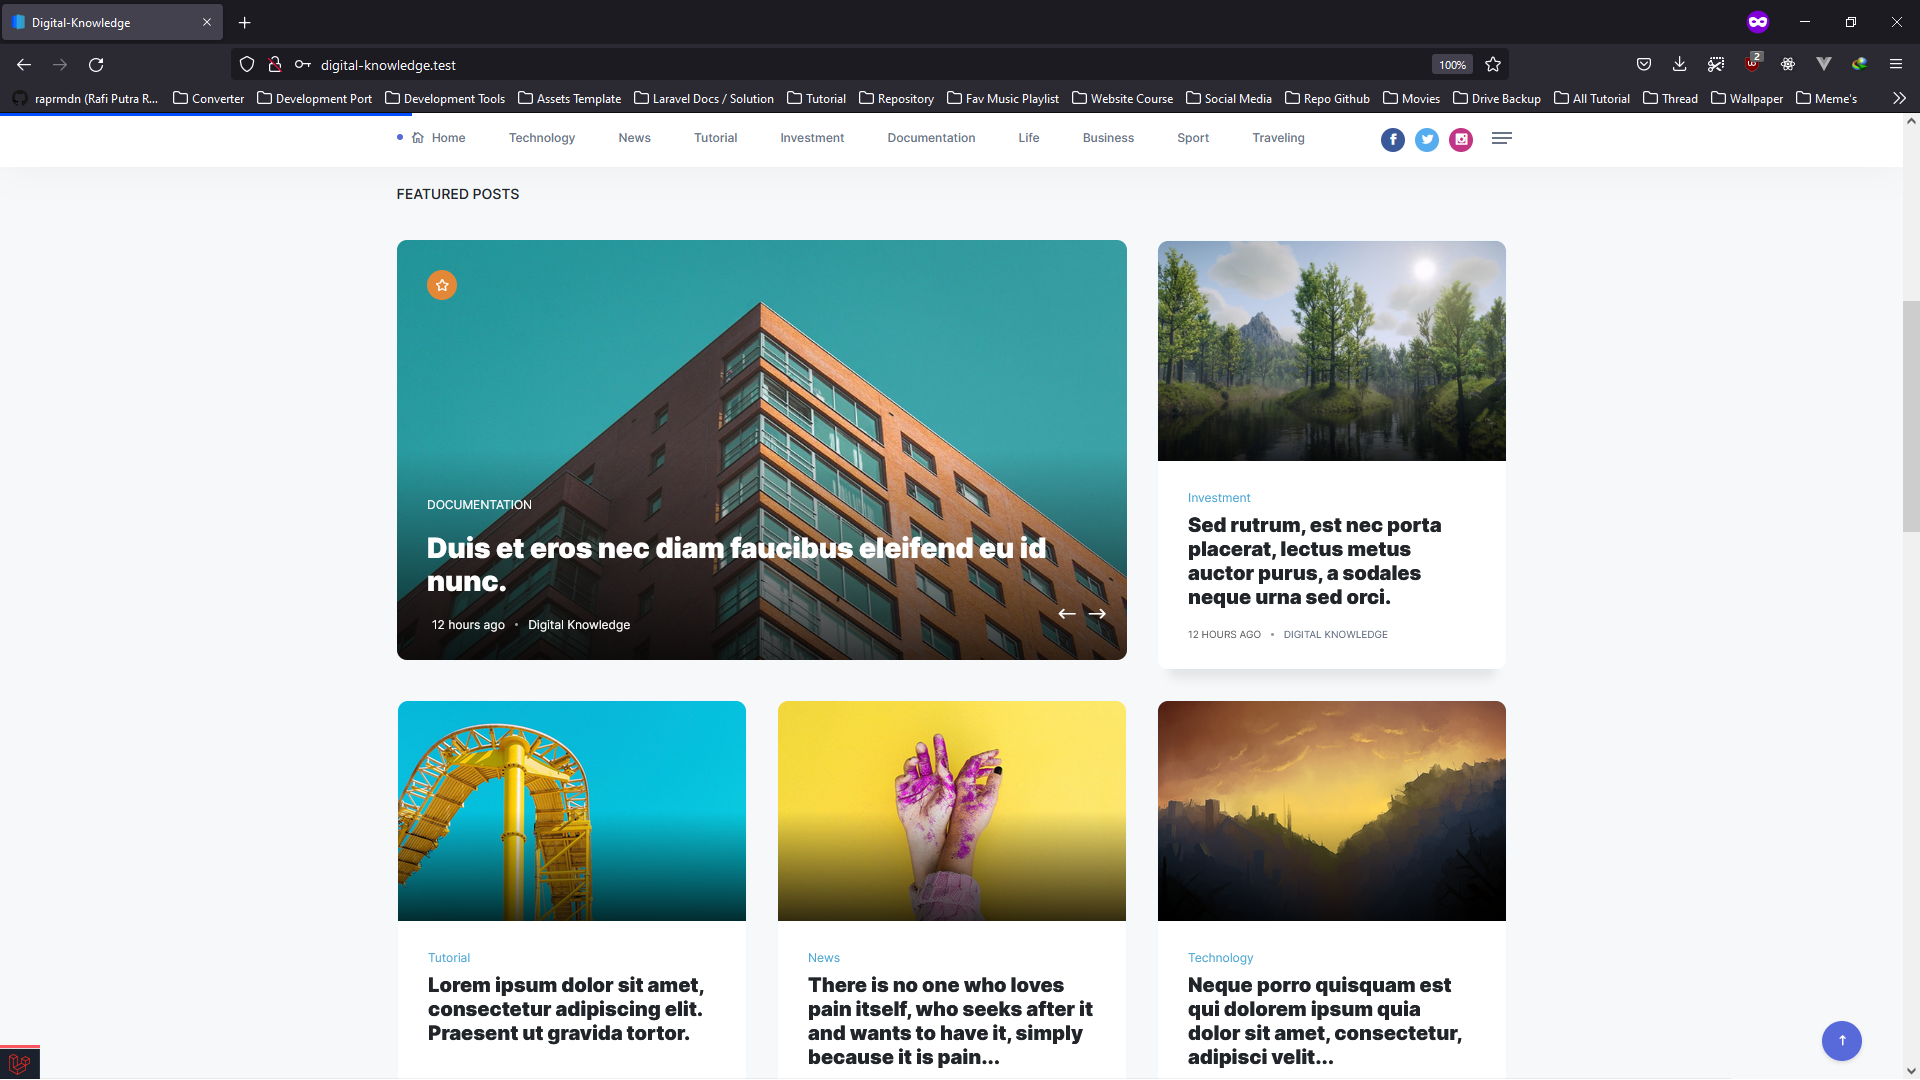 Digital-Knowledge
digital-knowledge.test
100%
2
raprmdn (Rafi Putra R...
Converter
Development Port
Development Tools
Assets Template
Laravel Docs / Solution
Tutorial
Repository
Fav Music Playlist
Website Course
Social Media
Repo Github
Movies
Drive Backup
All Tutorial
Thread
Wallpaper
Meme's
Home
Technology
News
Tutorial
Investment
Documentation
Life
Business
Sport
Traveling
FEATURED POSTS
DOCUMENTATION
Duis et eros nec diam faucibus eleifend eu id
nunc.
12 hours ago • Digital Knowledge
Investment
Sed rutrum, est nec porta
placerat, lectus metus
auctor purus, a sodales
neque urna sed orci.
12 HOURS AGO • DIGITAL KNOWLEDGE
Tutorial
Lorem ipsum dolor sit amet,
consectetur adipiscing elit.
Praesent ut gravida tortor.
News
There is no one who loves
pain itself, who seeks after it
and wants to have it, simply
because it is pain...
Technology
Neque porro quisquam est
qui dolorem ipsum quia
dolor sit amet, consectetur,
adipisci velit...